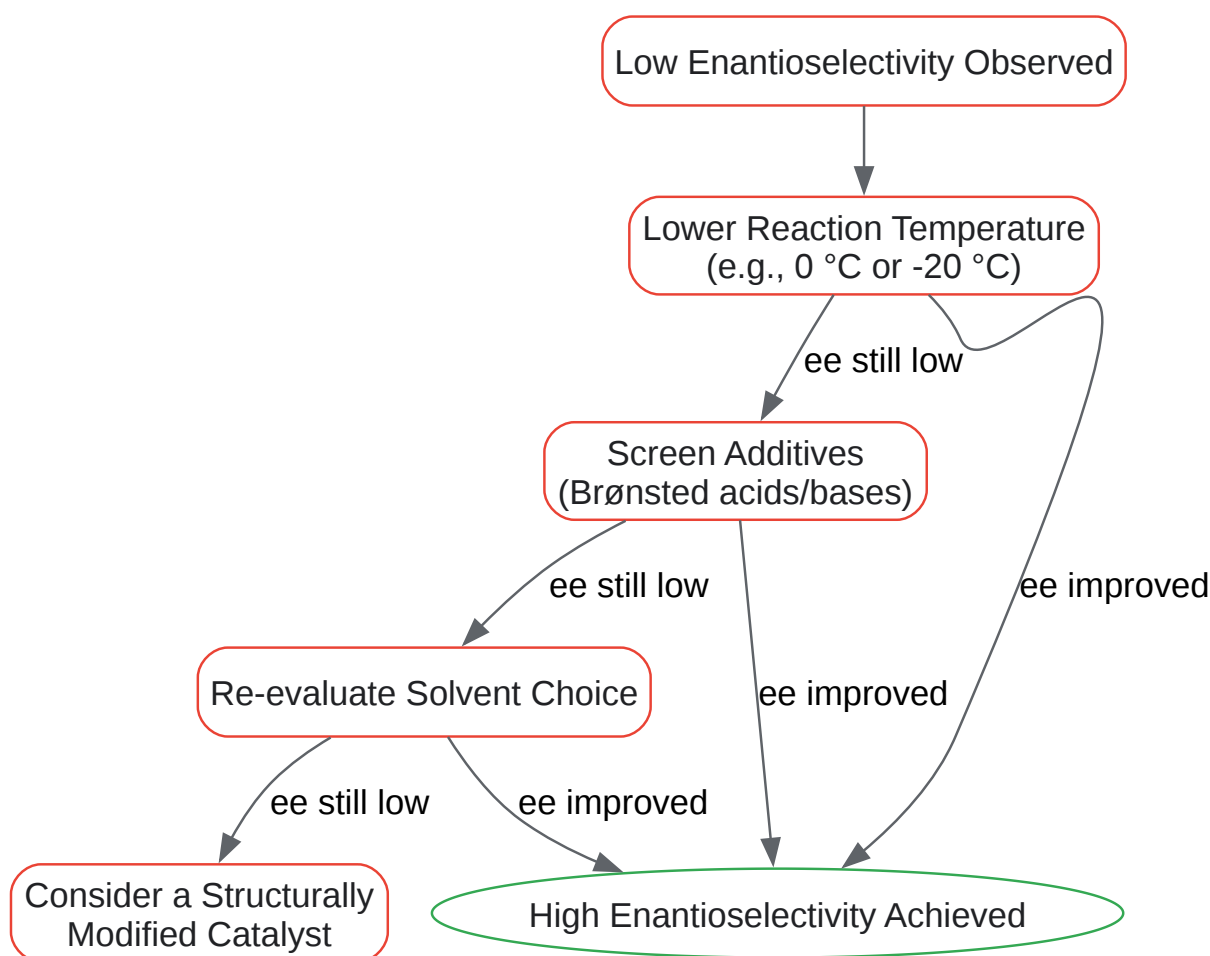 Low Enantioselectivity Observed
Lower Reaction Temperature
(e.g., 0 °C or -20 °C)
ee still low
Screen Additives
(Brønsted acids/bases)
ee still low
ee improved
Re-evaluate Solvent Choice
ee improved
ee still low
ee improved
Consider a Structurally
Modified Catalyst
High Enantioselectivity Achieved